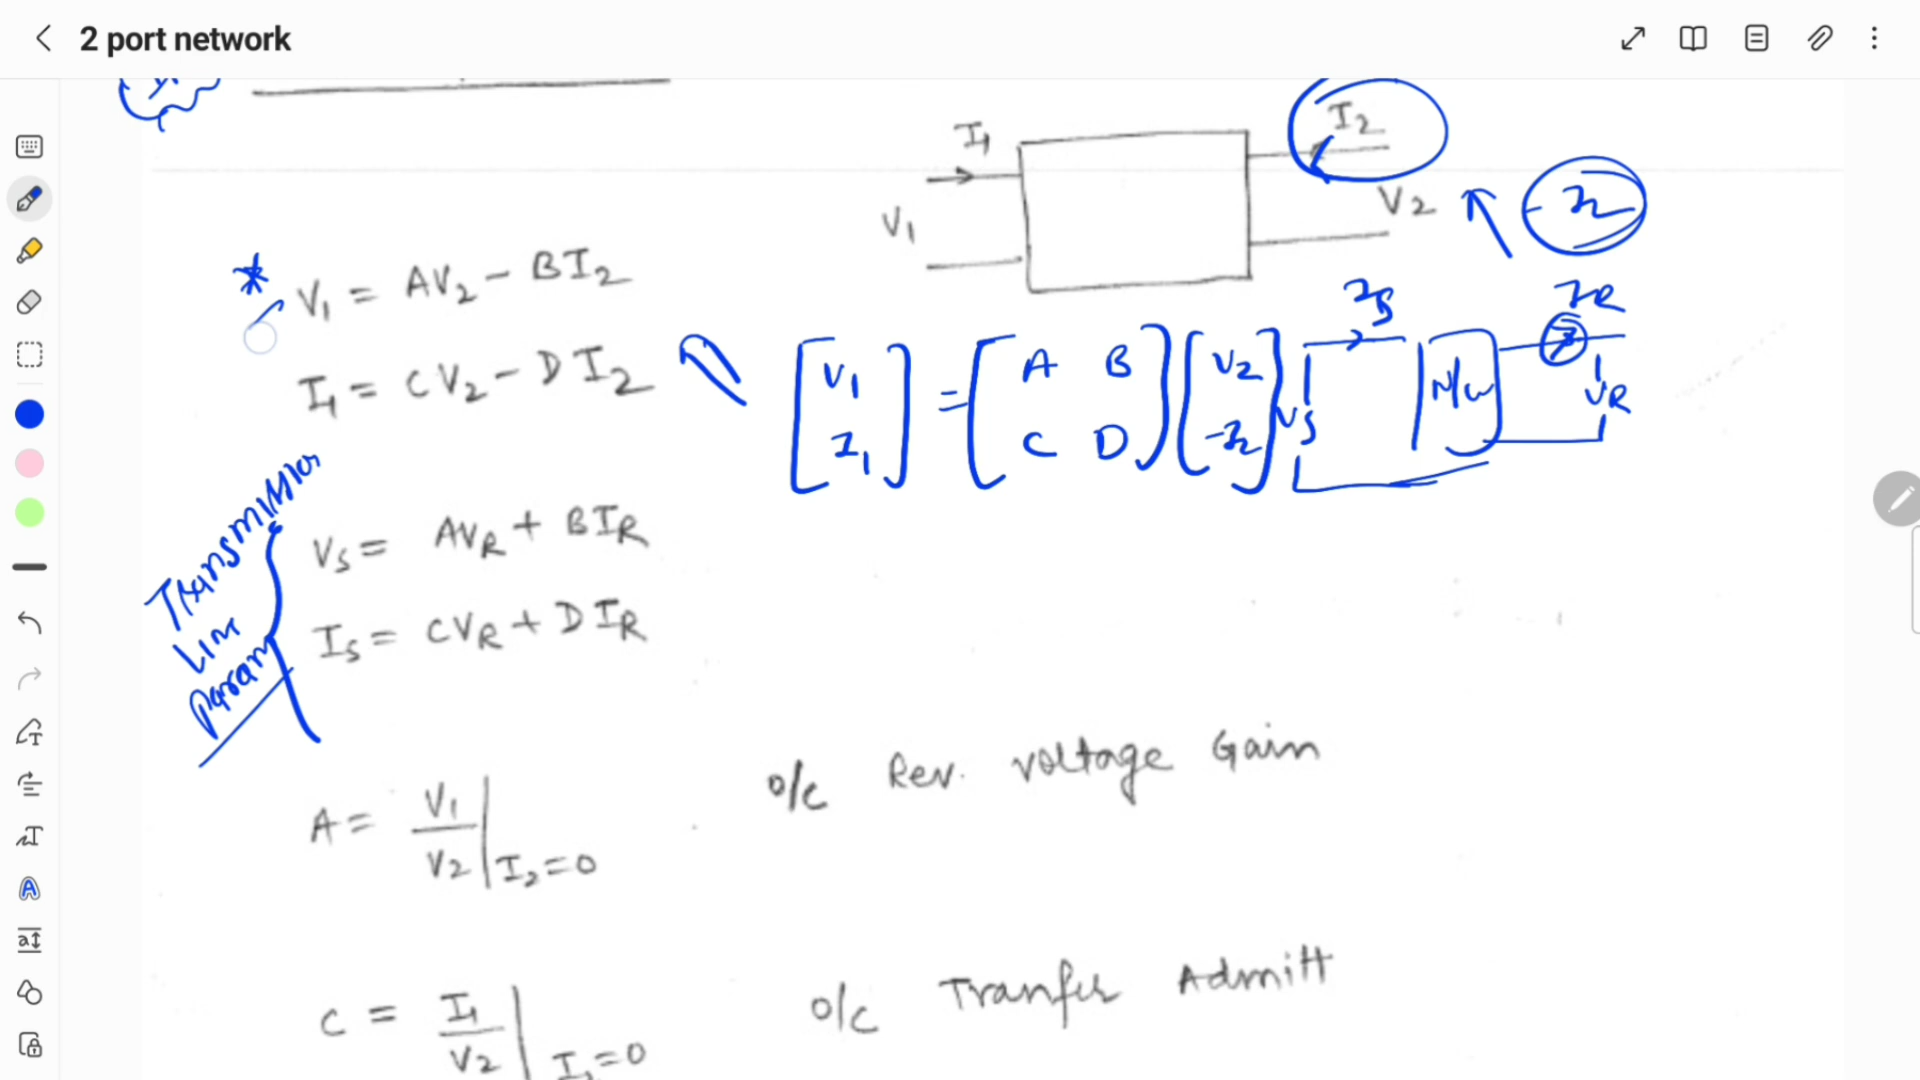 2 port network
I1
I2
V1
V2
-I2
* V1 = AV2 - BI2
I1 = CV2 - DI2
[V1 I1] = [A B C D] [V2 -I2]
IS
IR
VS
N/W
VR
Transmission
Line
Param
VS = AVR + BIR
IS = CVR + DIR
A = V1/V2 | I2=0
o/c Rev. voltage Gain
C = I1/V2 | I2=0
o/c Tranfer Admitt